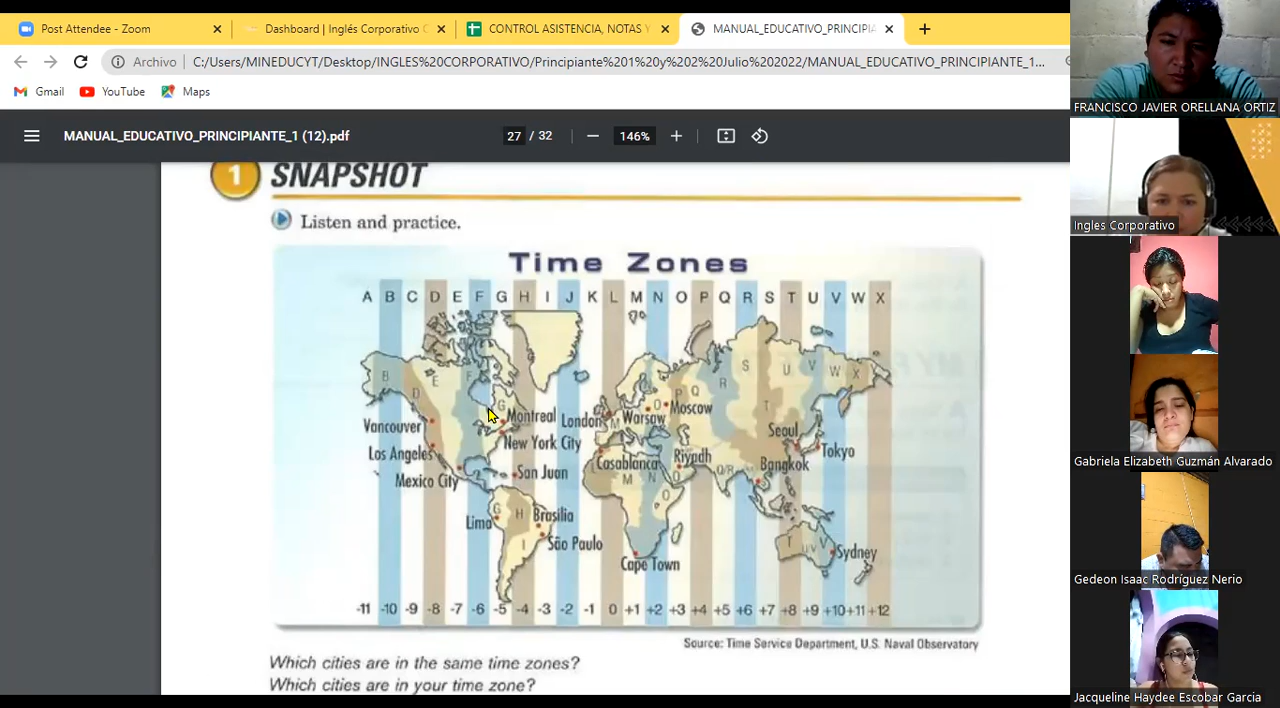 Post Attendee - Zoom
Dashboard | Inglés Corporativo
CONTROL ASISTENCIA, NOTAS Y
MANUAL_EDUCATIVO_PRINCIPIA
Archivo
C:/Users/MINEDUCYT/Desktop/INGLES%20CORPORATIVO/Principiante%201%20y%202%20Julio%202022/MANUAL_EDUCATIVO_PRINCIPIANTE_1...
Gmail YouTube Maps
MANUAL_EDUCATIVO_PRINCIPIANTE_1 (12).pdf
27 / 32
146%
1 SNAPSHOT
Listen and practice.
Time Zones
A B C D E F G H I J K L M N O P Q R S T U V W X
B D E F G M O P Q R S T U V W X
Vancouver
Montreal
London
Warsaw
Moscow
Los Angeles
New York City
Seoul
Tokyo
Mexico City
San Juan
Casablanca
Riyadh
Bangkok
Lima
Brasilia
São Paulo
Cape Town
Sydney
-11 -10 -9 -8 -7 -6 -5 -4 -3 -2 -1 0 +1 +2 +3 +4 +5 +6 +7 +8 +9 +10 +11 +12
Source: Time Service Department, U.S. Naval Observatory
Which cities are in the same time zones?
Which cities are in your time zone?
FRANCISCO JAVIER ORELLANA ORTIZ
Ingles Corporativo
Gabriela Elizabeth Guzmán Alvarado
Gedeon Isaac Rodríguez Nerio
Jacqueline Haydee Escobar Garcia